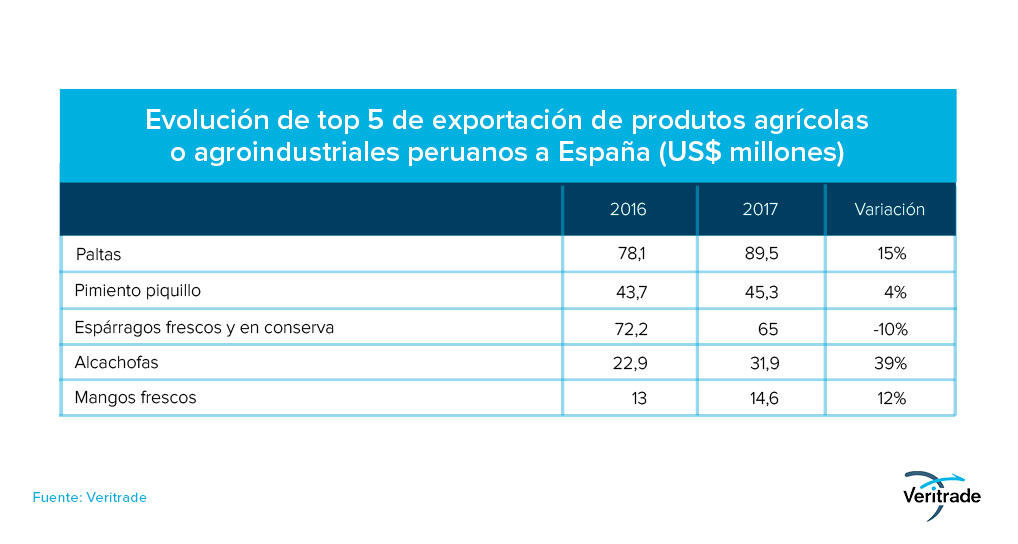 Evolución de top 5 de exportación de produtos agrícolas
o agroindustriales peruanos a España (US$ millones)
2016 2017 Variación
Paltas 78,1 89,5 15%
Pimiento piquillo 43,7 45,3 4%
Espárragos frescos y en conserva 72,2 65 -10%
Alcachofas 22,9 31,9 39%
Mangos frescos 13 14,6 12%
Fuente: Veritrade
Veritrade